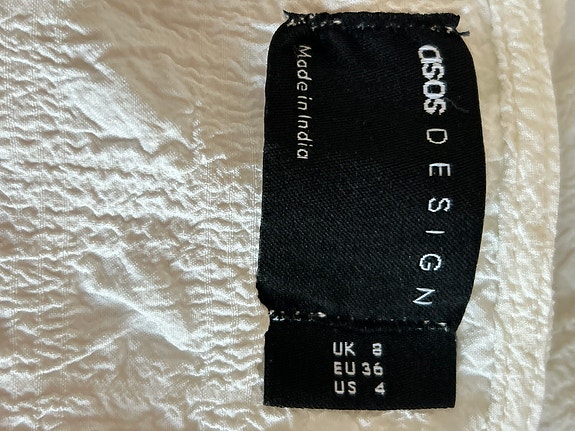 asos DESIGN
Made in India
UK 8
EU 36
US 4